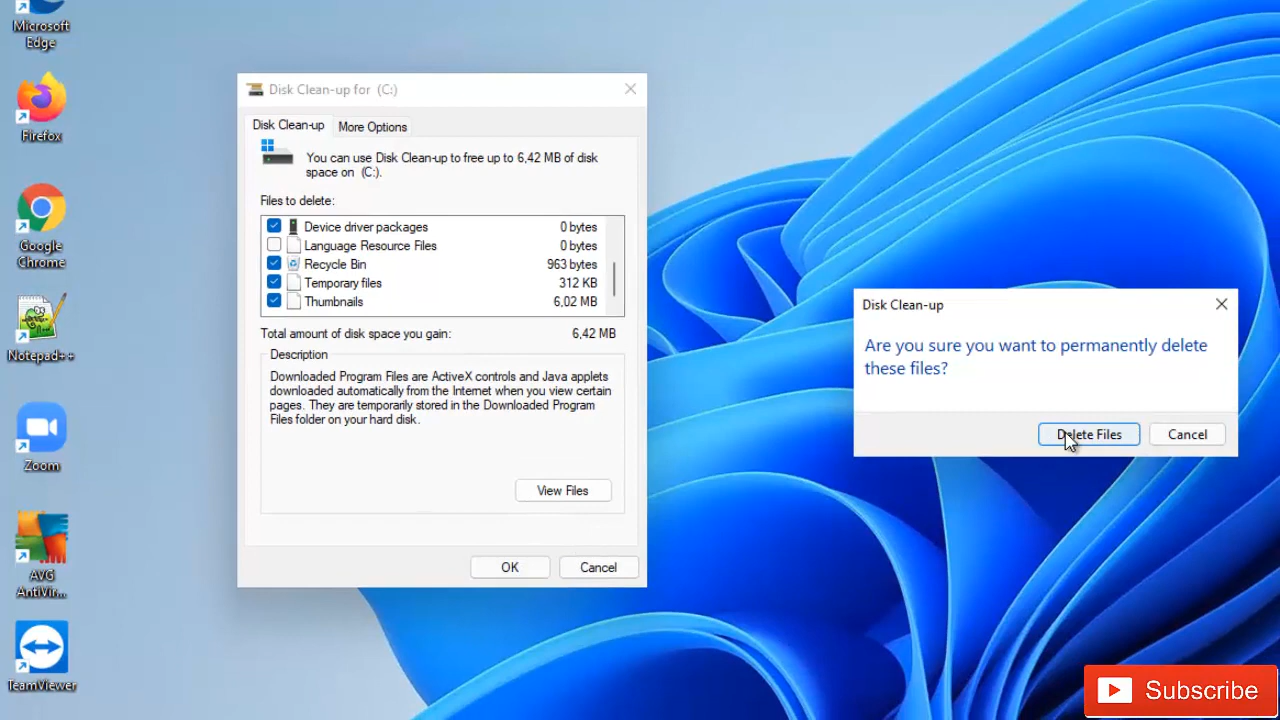 Microsoft
Edge
Firefox
Google
Chrome
Notepad++
Zoom
AVG
AntiVir...
TeamViewer
Disk Clean-up for (C:)
Disk Clean-up
More Options
You can use Disk Clean-up to free up to 6,42 MB of disk
space on (C:).
Files to delete:
Device driver packages 0 bytes
Language Resource Files 0 bytes
Recycle Bin 963 bytes
Temporary files 312 KB
Thumbnails 6,02 MB
Total amount of disk space you gain: 6,42 MB
Description
Downloaded Program Files are ActiveX controls and Java applets
downloaded automatically from the Internet when you view certain
pages. They are temporarily stored in the Downloaded Program
Files folder on your hard disk.
View Files
OK
Cancel
Disk Clean-up
Are you sure you want to permanently delete
these files?
Delete Files
Cancel
Subscribe